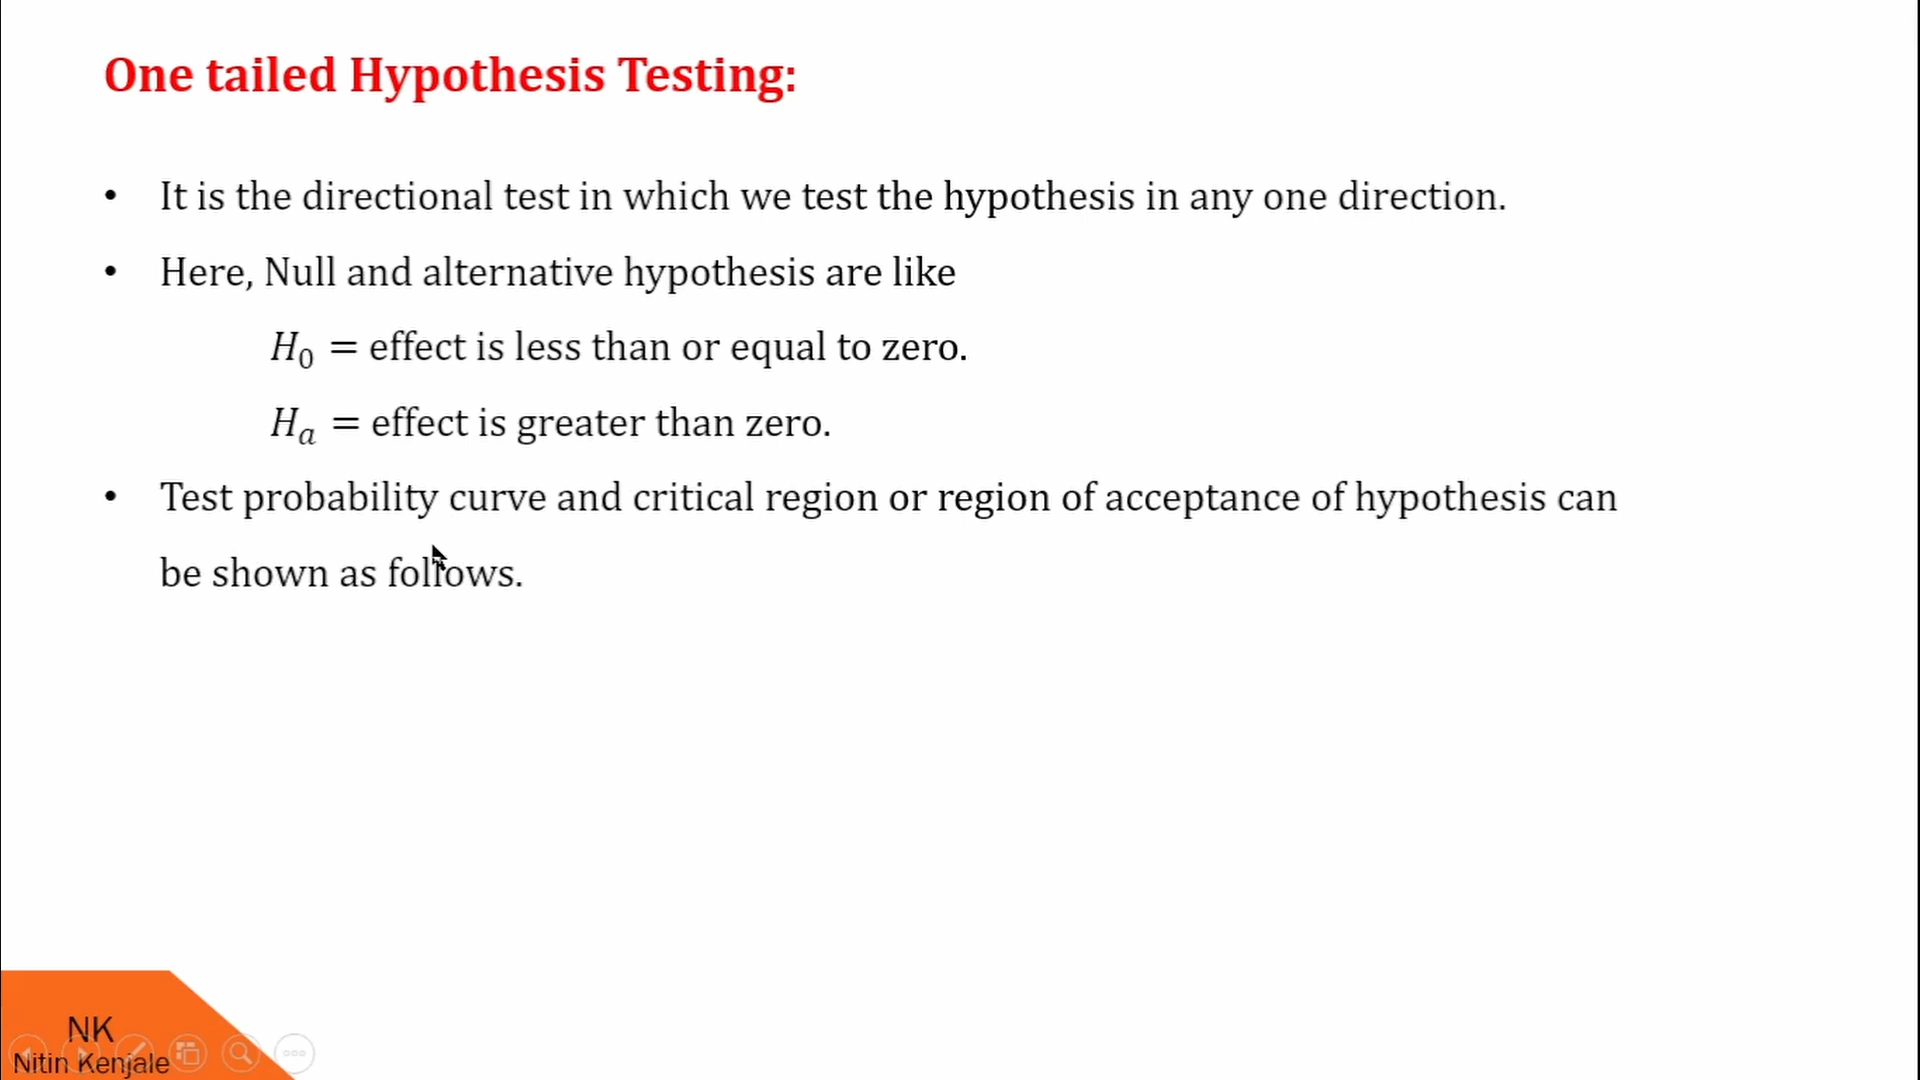 One tailed Hypothesis Testing:
• It is the directional test in which we test the hypothesis in any one direction.
• Here, Null and alternative hypothesis are like
H₀ = effect is less than or equal to zero.
Hₐ = effect is greater than zero.
• Test probability curve and critical region or region of acceptance of hypothesis can
be shown as follows.
NK
Nitin Kenjale